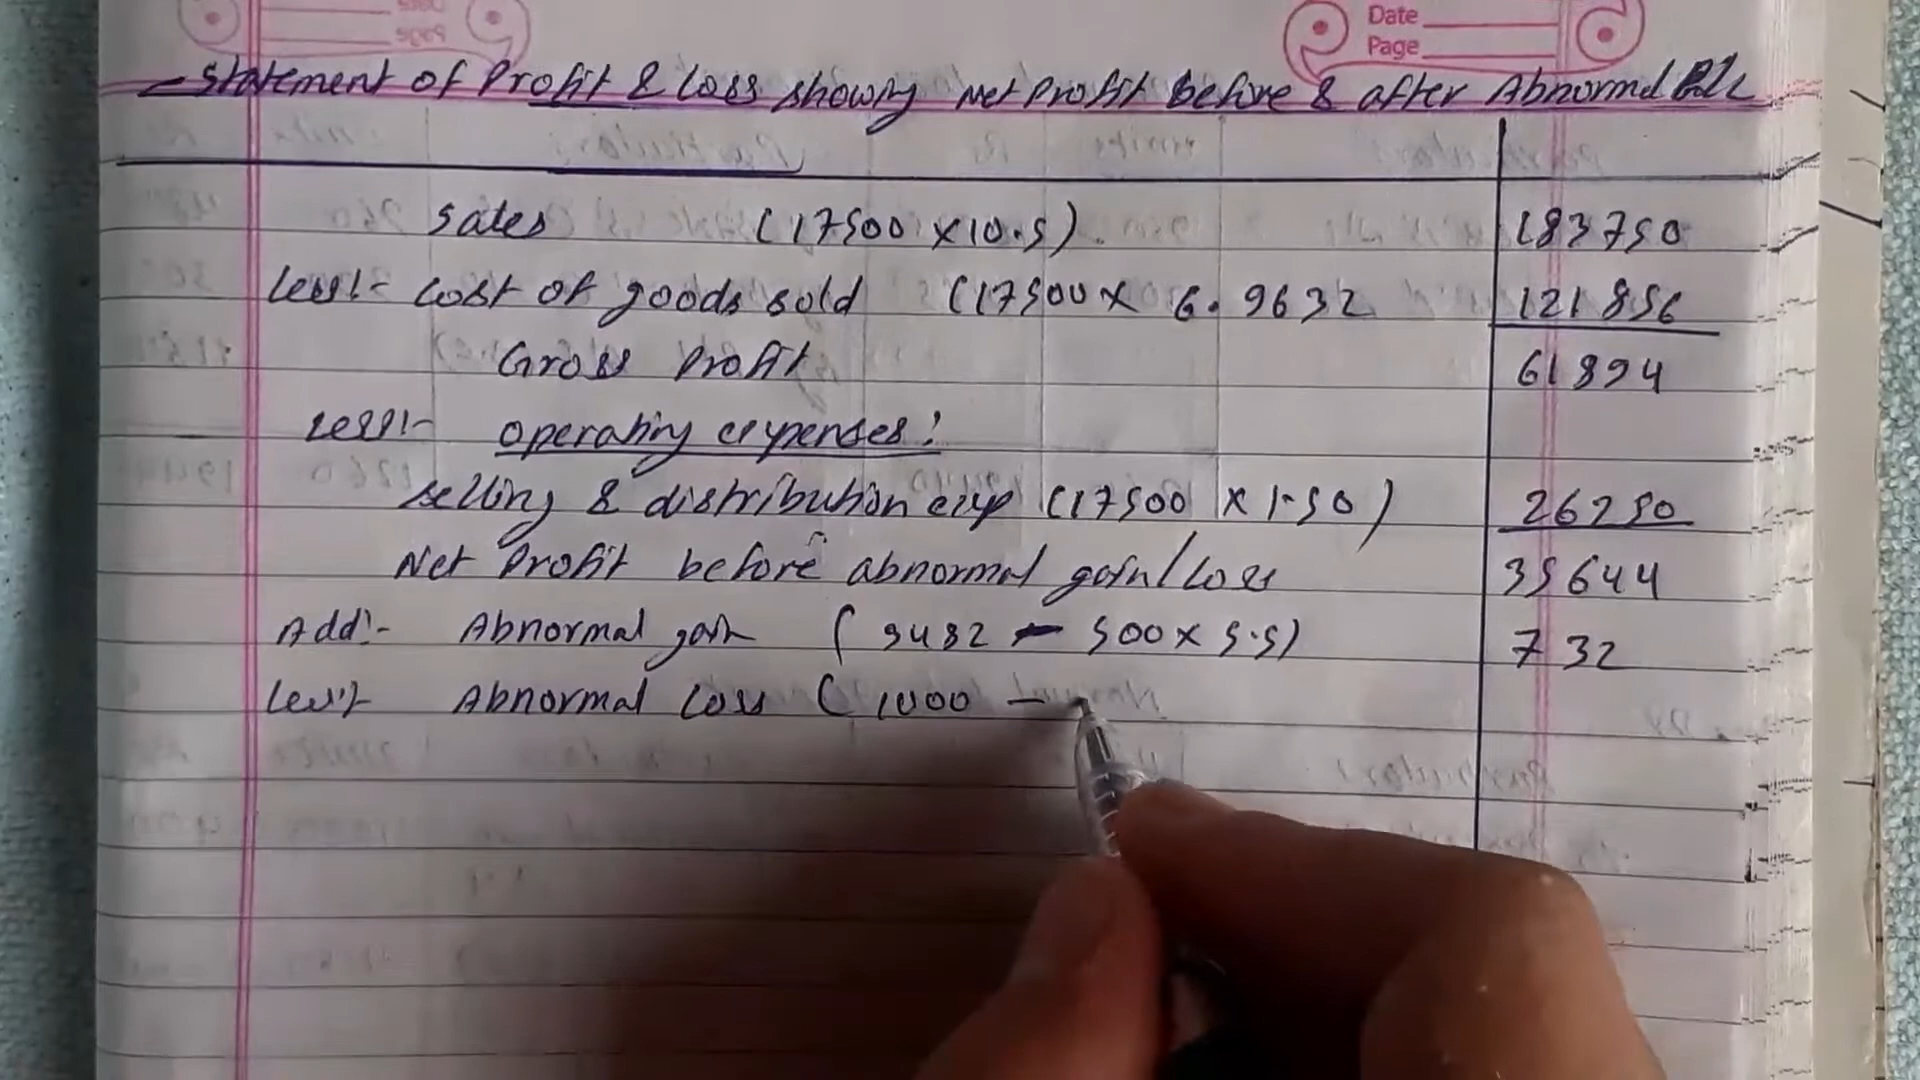 Date
Page
Statement of Profit & Loss showing Net Profit before & after Abnormal
Sales (17500 x 10.5) 183750
Less:- Cost of goods sold (17500 x 6.9632 121856
Gross Profit 61894
Less:- operating expenses:
Selling & distribution exp (17500 x 1.50) 26250
Net Profit before abnormal gain/Loss 35644
Add:- Abnormal gain ( 3482 - 500 x 5.5) 732
Less:- Abnormal Loss ( 1000 -